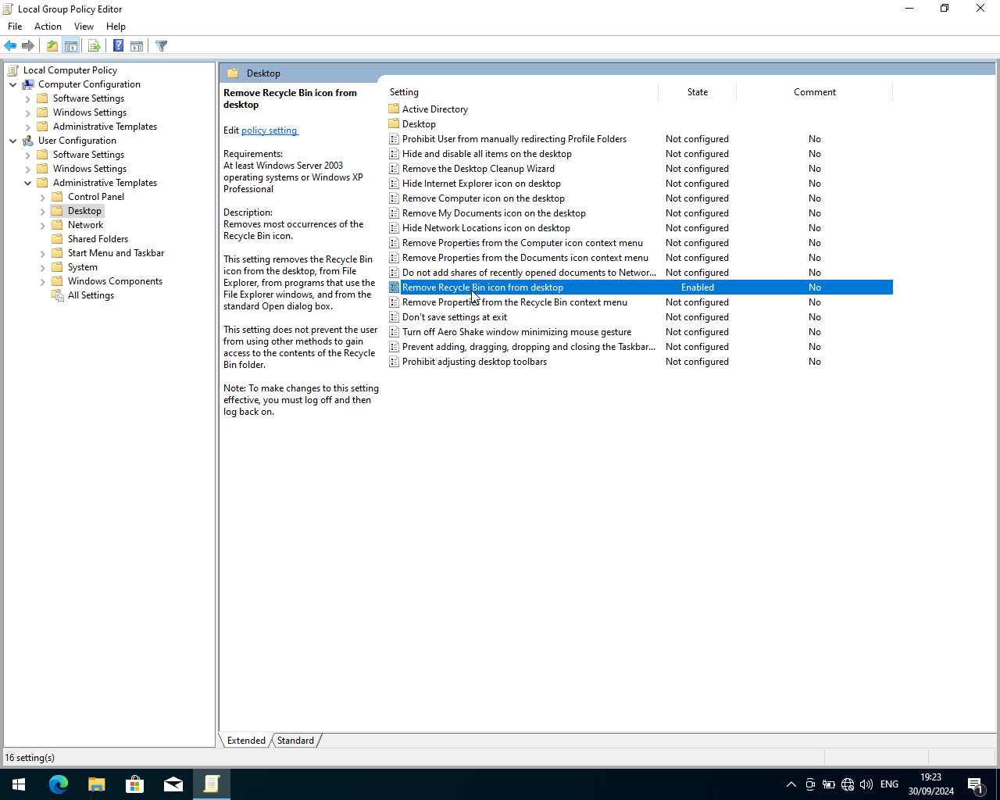 Local Group Policy Editor
File Action View Help
Local Computer Policy
Computer Configuration
Software Settings
Windows Settings
Administrative Templates
User Configuration
Software Settings
Windows Settings
Administrative Templates
Control Panel
Desktop
Network
Shared Folders
Start Menu and Taskbar
System
Windows Components
All Settings
Desktop
Remove Recycle Bin icon from
desktop
Edit policy setting
Requirements:
At least Windows Server 2003
operating systems or Windows XP
Professional
Description:
Removes most occurrences of the
Recycle Bin icon.
This setting removes the Recycle Bin
icon from the desktop, from File
Explorer, from programs that use the
File Explorer windows, and from the
standard Open dialog box.
This setting does not prevent the user
from using other methods to gain
access to the contents of the Recycle
Bin folder.
Note: To make changes to this setting
effective, you must log off and then
log back on.
Setting State Comment
Active Directory
Desktop
Prohibit User from manually redirecting Profile Folders Not configured No
Hide and disable all items on the desktop Not configured No
Remove the Desktop Cleanup Wizard Not configured No
Hide Internet Explorer icon on desktop Not configured No
Remove Computer icon on the desktop Not configured No
Remove My Documents icon on the desktop Not configured No
Hide Network Locations icon on desktop Not configured No
Remove Properties from the Computer icon context menu Not configured No
Remove Properties from the Documents icon context menu Not configured No
Do not add shares of recently opened documents to Networ... Not configured No
Remove Recycle Bin icon from desktop Enabled No
Remove Properties from the Recycle Bin context menu Not configured No
Don't save settings at exit Not configured No
Turn off Aero Shake window minimizing mouse gesture Not configured No
Prevent adding, dragging, dropping and closing the Taskbar... Not configured No
Prohibit adjusting desktop toolbars Not configured No
Extended Standard
16 setting(s)
ENG
19:23
30/09/2024
1